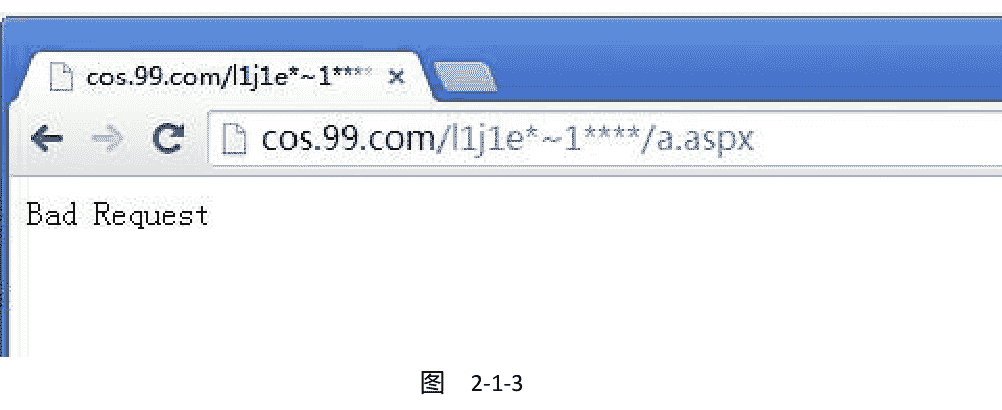 cos.99.com/l1j1e*~1****
cos.99.com/l1j1e*~1****/a.aspx
Bad Request
图 2-1-3